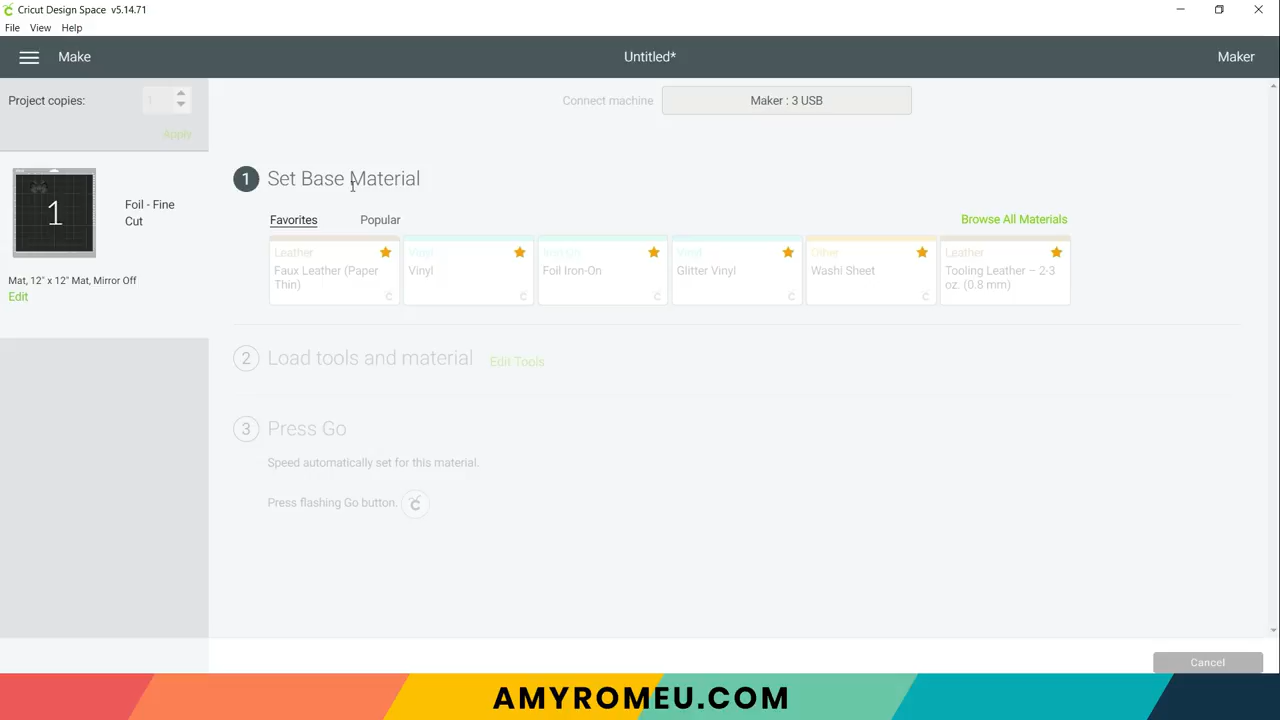 Cricut Design Space v5.14.71
File View Help
Make
Untitled*
Maker
Project copies:
1
Apply
Connect machine
Maker : 3 USB
1
Foil - Fine
Cut
Mat, 12" x 12" Mat, Mirror Off
Edit
1 Set Base Material
Favorites Popular
Browse All Materials
Leather
Faux Leather (Paper
Thin)
Vinyl
Vinyl
Iron-On
Foil Iron-On
Vinyl
Glitter Vinyl
Other
Washi Sheet
Leather
Tooling Leather – 2-3
oz. (0.8 mm)
2 Load tools and material Edit Tools
3 Press Go
Speed automatically set for this material.
Press flashing Go button.
Cancel
AMYROMEU.COM